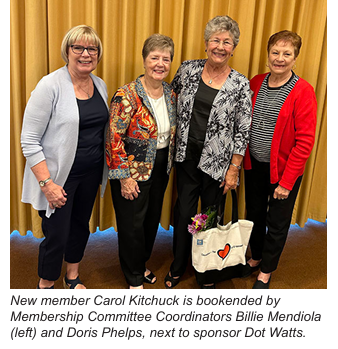 New member Carol Kitchuck is bookended by
Membership Committee Coordinators Billie Mendiola
(left) and Doris Phelps, next to sponsor Dot Watts.